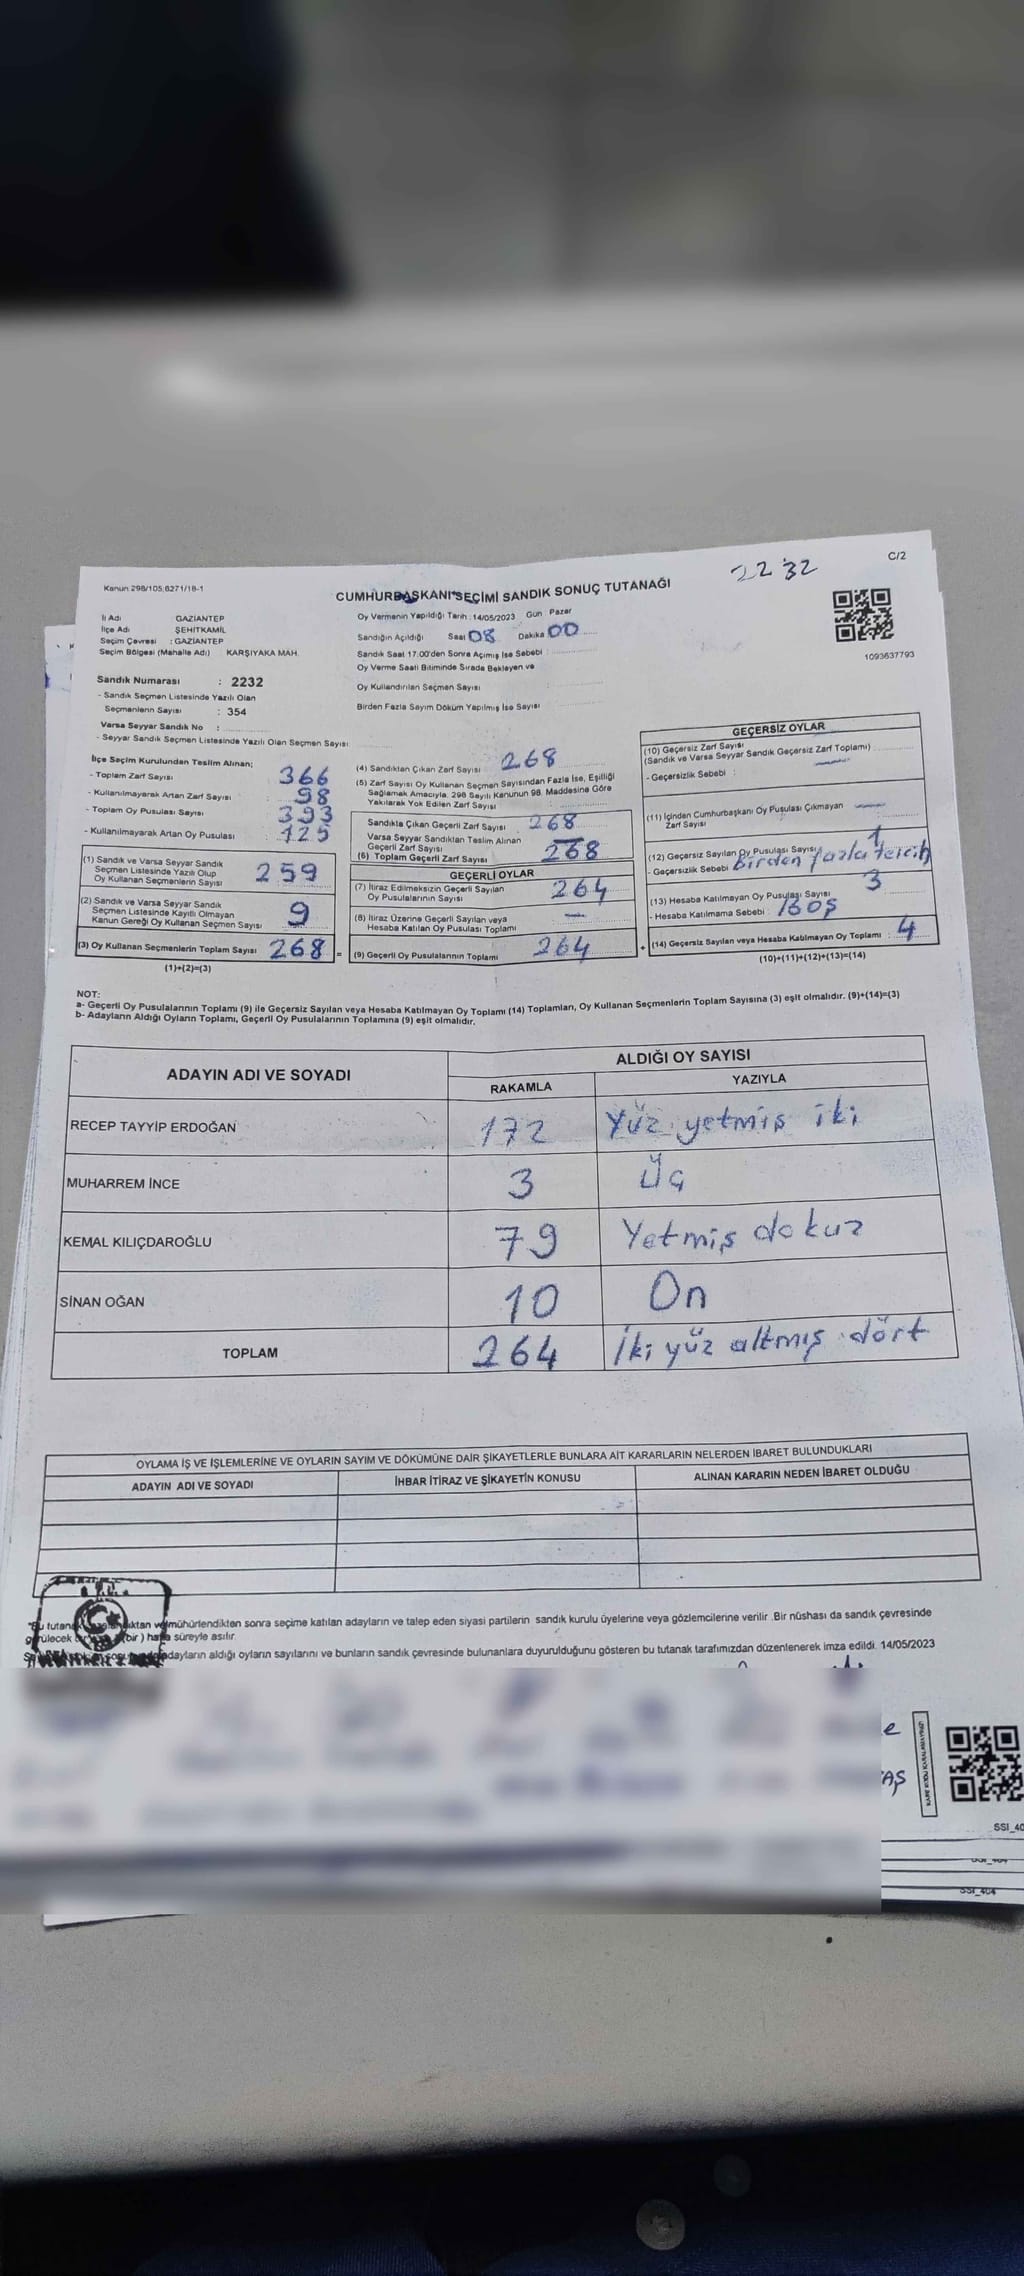 2232
C/2
Kanun 298/105;6271/18-1
CUMHURBAŞKANI SEÇİMİ SANDIK SONUÇ TUTANAĞI
1093637793
İl Adı GAZİANTEP
İlçe Adı ŞEHİTKAMİL
Seçim Çevresi : GAZİANTEP
Seçim Bölgesi (Mahalle Adı) KARŞIYAKA MAH.
Sandık Numarası : 2232
- Sandık Seçmen Listesinde Yazılı Olan
Seçmenlerin Sayısı : 354
Varsa Seyyar Sandık No :
- Seyyar Sandık Seçmen Listesinde Yazılı Olan Seçmen Sayısı:
Oy Vermenin Yapıldığı Tarih : 14/05/2023 Gün : Pazar
Sandığın Açıldığı Saat 08 Dakika 00
Sandık Saat 17:00'den Sonra Açılmış İse Sebebi :
Oy Verme Saati Bitiminde Sırada Bekleyen ve
Oy Kullandırılan Seçmen Sayısı
Birden Fazla Sayım Döküm Yapılmış İse Sayısı
İlçe Seçim Kurulundan Teslim Alınan;
- Toplam Zarf Sayısı : 366
- Kullanılmayarak Artan Zarf Sayısı : 98
- Toplam Oy Pusulası Sayısı : 393
- Kullanılmayarak Artan Oy Pusulası : 125
(1) Sandık ve Varsa Seyyar Sandık
Seçmen Listesinde Yazılı Olup
Oy Kullanan Seçmenlerin Sayısı 259
(2) Sandık ve Varsa Seyyar Sandık
Seçmen Listesinde Kayıtlı Olmayan
Kanun Gereği Oy Kullanan Seçmen Sayısı 9
(3) Oy Kullanan Seçmenlerin Toplam Sayısı 268 =
(1)+(2)=(3)
(4) Sandıktan Çıkan Zarf Sayısı 268
(5) Zarf Sayısı Oy Kullanan Seçmen Sayısından Fazla İse, Eşitliği
Sağlamak Amacıyla, 298 Sayılı Kanunun 98. Maddesine Göre
Yakılarak Yok Edilen Zarf Sayısı
Sandıkta Çıkan Geçerli Zarf Sayısı 268
Varsa Seyyar Sandıktan Teslim Alınan
Geçerli Zarf Sayısı —
(6) Toplam Geçerli Zarf Sayısı 268
GEÇERLİ OYLAR
(7) İtiraz Edilmeksizin Geçerli Sayılan
Oy Pusulalarının Sayısı 264
(8) İtiraz Üzerine Geçerli Sayılan veya
Hesaba Katılan Oy Pusulası Toplamı —
(9) Geçerli Oy Pusulalarının Toplamı 264 +
GEÇERSİZ OYLAR
(10) Geçersiz Zarf Sayısı
(Sandık ve Varsa Seyyar Sandık Geçersiz Zarf Toplamı) —
- Geçersizlik Sebebi :
(11) İçinden Cumhurbaşkanı Oy Pusulası Çıkmayan —
Zarf Sayısı
(12) Geçersiz Sayılan Oy Pusulası Sayısı 1
- Geçersizlik Sebebi Birden fazla tercih
(13) Hesaba Katılmayan Oy Pusulası Sayısı 3
- Hesaba Katılmama Sebebi : Boş
(14) Geçersiz Sayılan veya Hesaba Katılmayan Oy Toplamı : 4
(10)+(11)+(12)+(13)=(14)
NOT:
a- Geçerli Oy Pusulalarının Toplamı (9) ile Geçersiz Sayılan veya Hesaba Katılmayan Oy Toplamı (14) Toplamları, Oy Kullanan Seçmenlerin Toplam Sayısına (3) eşit olmalıdır. (9)+(14)=(3)
b- Adayların Aldığı Oyların Toplamı, Geçerli Oy Pusulalarının Toplamına (9) eşit olmalıdır.
ADAYIN ADI VE SOYADI ALDIĞI OY SAYISI
RAKAMLA YAZIYLA
RECEP TAYYİP ERDOĞAN 172 Yüz yetmiş iki
MUHARREM İNCE 3 Üç
KEMAL KILIÇDAROĞLU 79 Yetmiş dokuz
SİNAN OĞAN 10 On
TOPLAM 264 İki yüz altmış dört
OYLAMA İŞ VE İŞLEMLERİNE VE OYLARIN SAYIM VE DÖKÜMÜNE DAİR ŞİKAYETLERLE BUNLARA AİT KARARLARIN NELERDEN İBARET BULUNDUKLARI
ADAYIN ADI VE SOYADI İHBAR İTİRAZ VE ŞİKAYETİN KONUSU ALINAN KARARIN NEDEN İBARET OLDUĞU
mühürlendikten sonra seçime katılan adayların ve talep eden siyasi partilerin sandık kurulu üyelerine veya gözlemcilerine verilir .Bir nüshası da sandık çevresinde
(bir) hafta süreyle asılır.
adayların aldığı oyların sayılarını ve bunların sandık çevresinde bulunanlara duyurulduğunu gösteren bu tutanak tarafımızdan düzenlenerek imza edildi. 14/05/2023
SSI_40
SSI_404